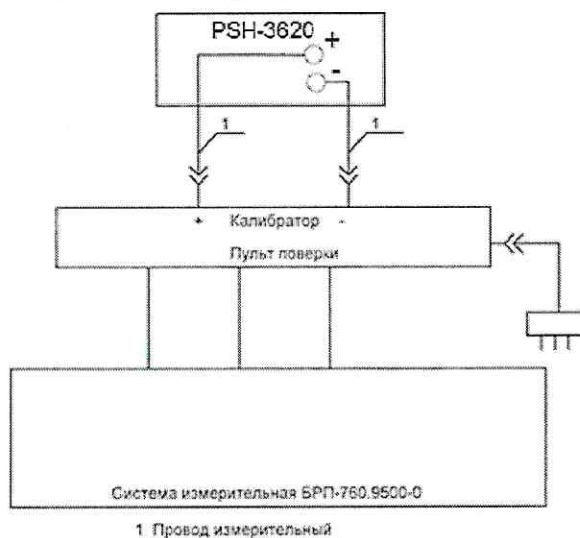 PSH-3620
+
-
1 1
+ Калибратор -
Пульт поверки
Система измерительная БРП-760.9500-0
1 Провод измерительный